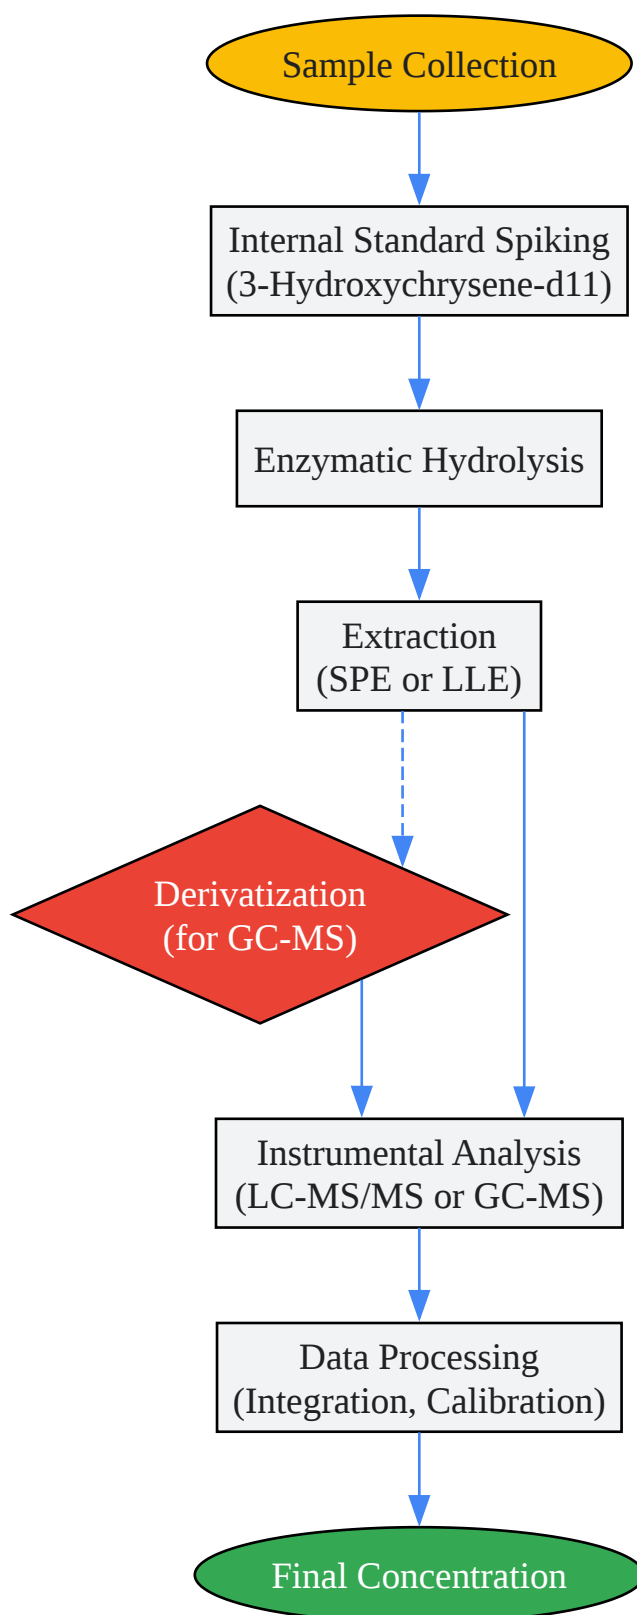 Sample Collection
Internal Standard Spiking
(3-Hydroxychrysene-d11)
Enzymatic Hydrolysis
Extraction
(SPE or LLE)
Derivatization
(for GC-MS)
Instrumental Analysis
(LC-MS/MS or GC-MS)
Data Processing
(Integration, Calibration)
Final Concentration